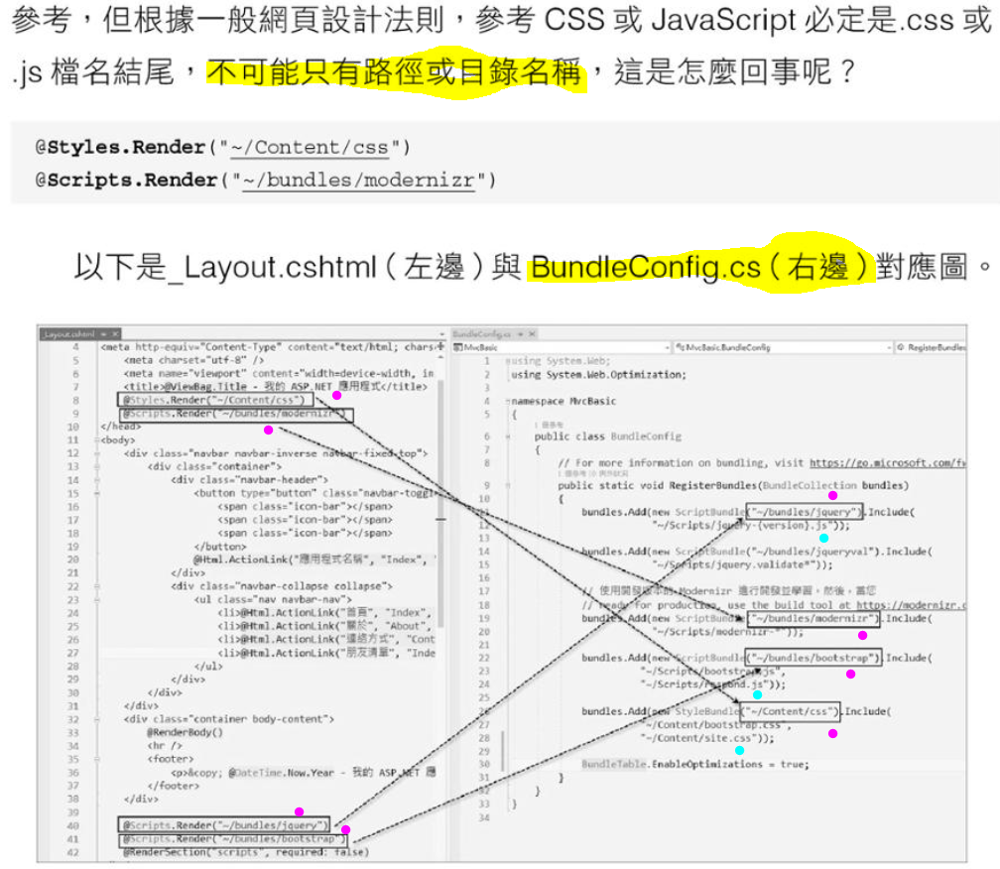 參考，但根據一般網頁設計法則，參考 CSS 或 JavaScript 必定是.css 或
.js 檔名結尾，不可能只有路徑或目錄名稱，這是怎麼回事呢？
@Styles.Render("~/Content/css")
@Scripts.Render("~/bundles/modernizr")
以下是_Layout.cshtml（左邊）與 BundleConfig.cs（右邊）對應圖。
_Layout.cshtml
4 <meta http-equiv="Content-Type" content="text/html; chars
5 <meta charset="utf-8" />
6 <meta name="viewport" content="width=device-width, in
7 <title>@ViewBag.Title - 我的 ASP.NET 應用程式</title>
8 @Styles.Render("~/Content/css")
9 @Scripts.Render("~/bundles/modernizr")
10 </head>
11 <body>
12 <div class="navbar navbar-inverse navbar-fixed-top">
13 <div class="container">
14 <div class="navbar-header">
15 <button type="button" class="navbar-toggl
16 <span class="icon-bar"></span>
17 <span class="icon-bar"></span>
18 <span class="icon-bar"></span>
19 </button>
20 @Html.ActionLink("應用程式名稱", "Index", '
21 </div>
22 <div class="navbar-collapse collapse">
23 <ul class="nav navbar-nav">
24 <li>@Html.ActionLink("首頁", "Index",
25 <li>@Html.ActionLink("關於", "About",
26 <li>@Html.ActionLink("連絡方式", "Cont
27 <li>@Html.ActionLink("朋友清單", "Inde
28 </ul>
29 </div>
30 </div>
31 </div>
32 <div class="container body-content">
33 @RenderBody()
34 <hr />
35 <footer>
36 <p>&copy; @DateTime.Now.Year - 我的 ASP.NET 應
37 </footer>
38 </div>
39
40 @Scripts.Render("~/bundles/jquery")
41 @Scripts.Render("~/bundles/bootstrap")
42 @RenderSection("scripts", required: false)
BundleConfig.cs
MvcBasic MvcBasic.BundleConfig RegisterBundles
1 using System.Web;
2 using System.Web.Optimization;
3
4 namespace MvcBasic
5 {
6 public class BundleConfig
7 {
8 // For more information on bundling, visit https://go.microsoft.com/fw
9 public static void RegisterBundles(BundleCollection bundles)
10 {
11 bundles.Add(new ScriptBundle("~/bundles/jquery").Include(
12 "~/Scripts/jquery-{version}.js"));
13
14 bundles.Add(new ScriptBundle("~/bundles/jqueryval").Include(
15 "~/Scripts/jquery.validate*"));
16
17 // 使用開發版本的 Modernizr 進行開發並學習。然後，當您
18 // ready for production, use the build tool at https://modernizr.c
19 bundles.Add(new ScriptBundle("~/bundles/modernizr").Include(
20 "~/Scripts/modernizr-*"));
21
22 bundles.Add(new ScriptBundle("~/bundles/bootstrap").Include(
23 "~/Scripts/bootstrap.js",
24 "~/Scripts/respond.js"));
25
26 bundles.Add(new StyleBundle("~/Content/css").Include(
27 "~/Content/bootstrap.css",
28 "~/Content/site.css"));
29
30 BundleTable.EnableOptimizations = true;
31 }
32 }
33 }
34